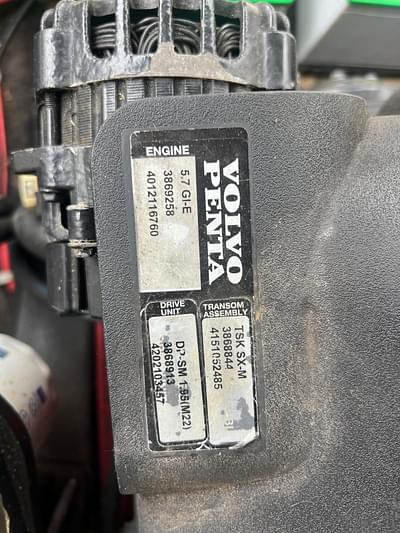 VOLVO
PENTA
ENGINE
5.7 GI-E
3869258
4012116760
TRANSOM
ASSEMBLY
TSK SX-M
3868844
4151052485
DRIVE
UNIT
DP-SM 1.95(M22)
3868913
4202103457